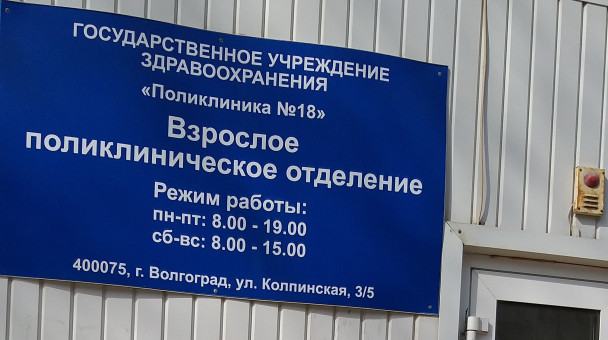 ГОСУДАРСТВЕННОЕ УЧРЕЖДЕНИЕ
ЗДРАВООХРАНЕНИЯ
«Поликлиника №18»
Взрослое
поликлиническое отделение
Режим работы:
пн-пт: 8.00 - 19.00
сб-вс: 8.00 - 15.00
400075, г. Волгоград, ул. Колпинская, 3/5